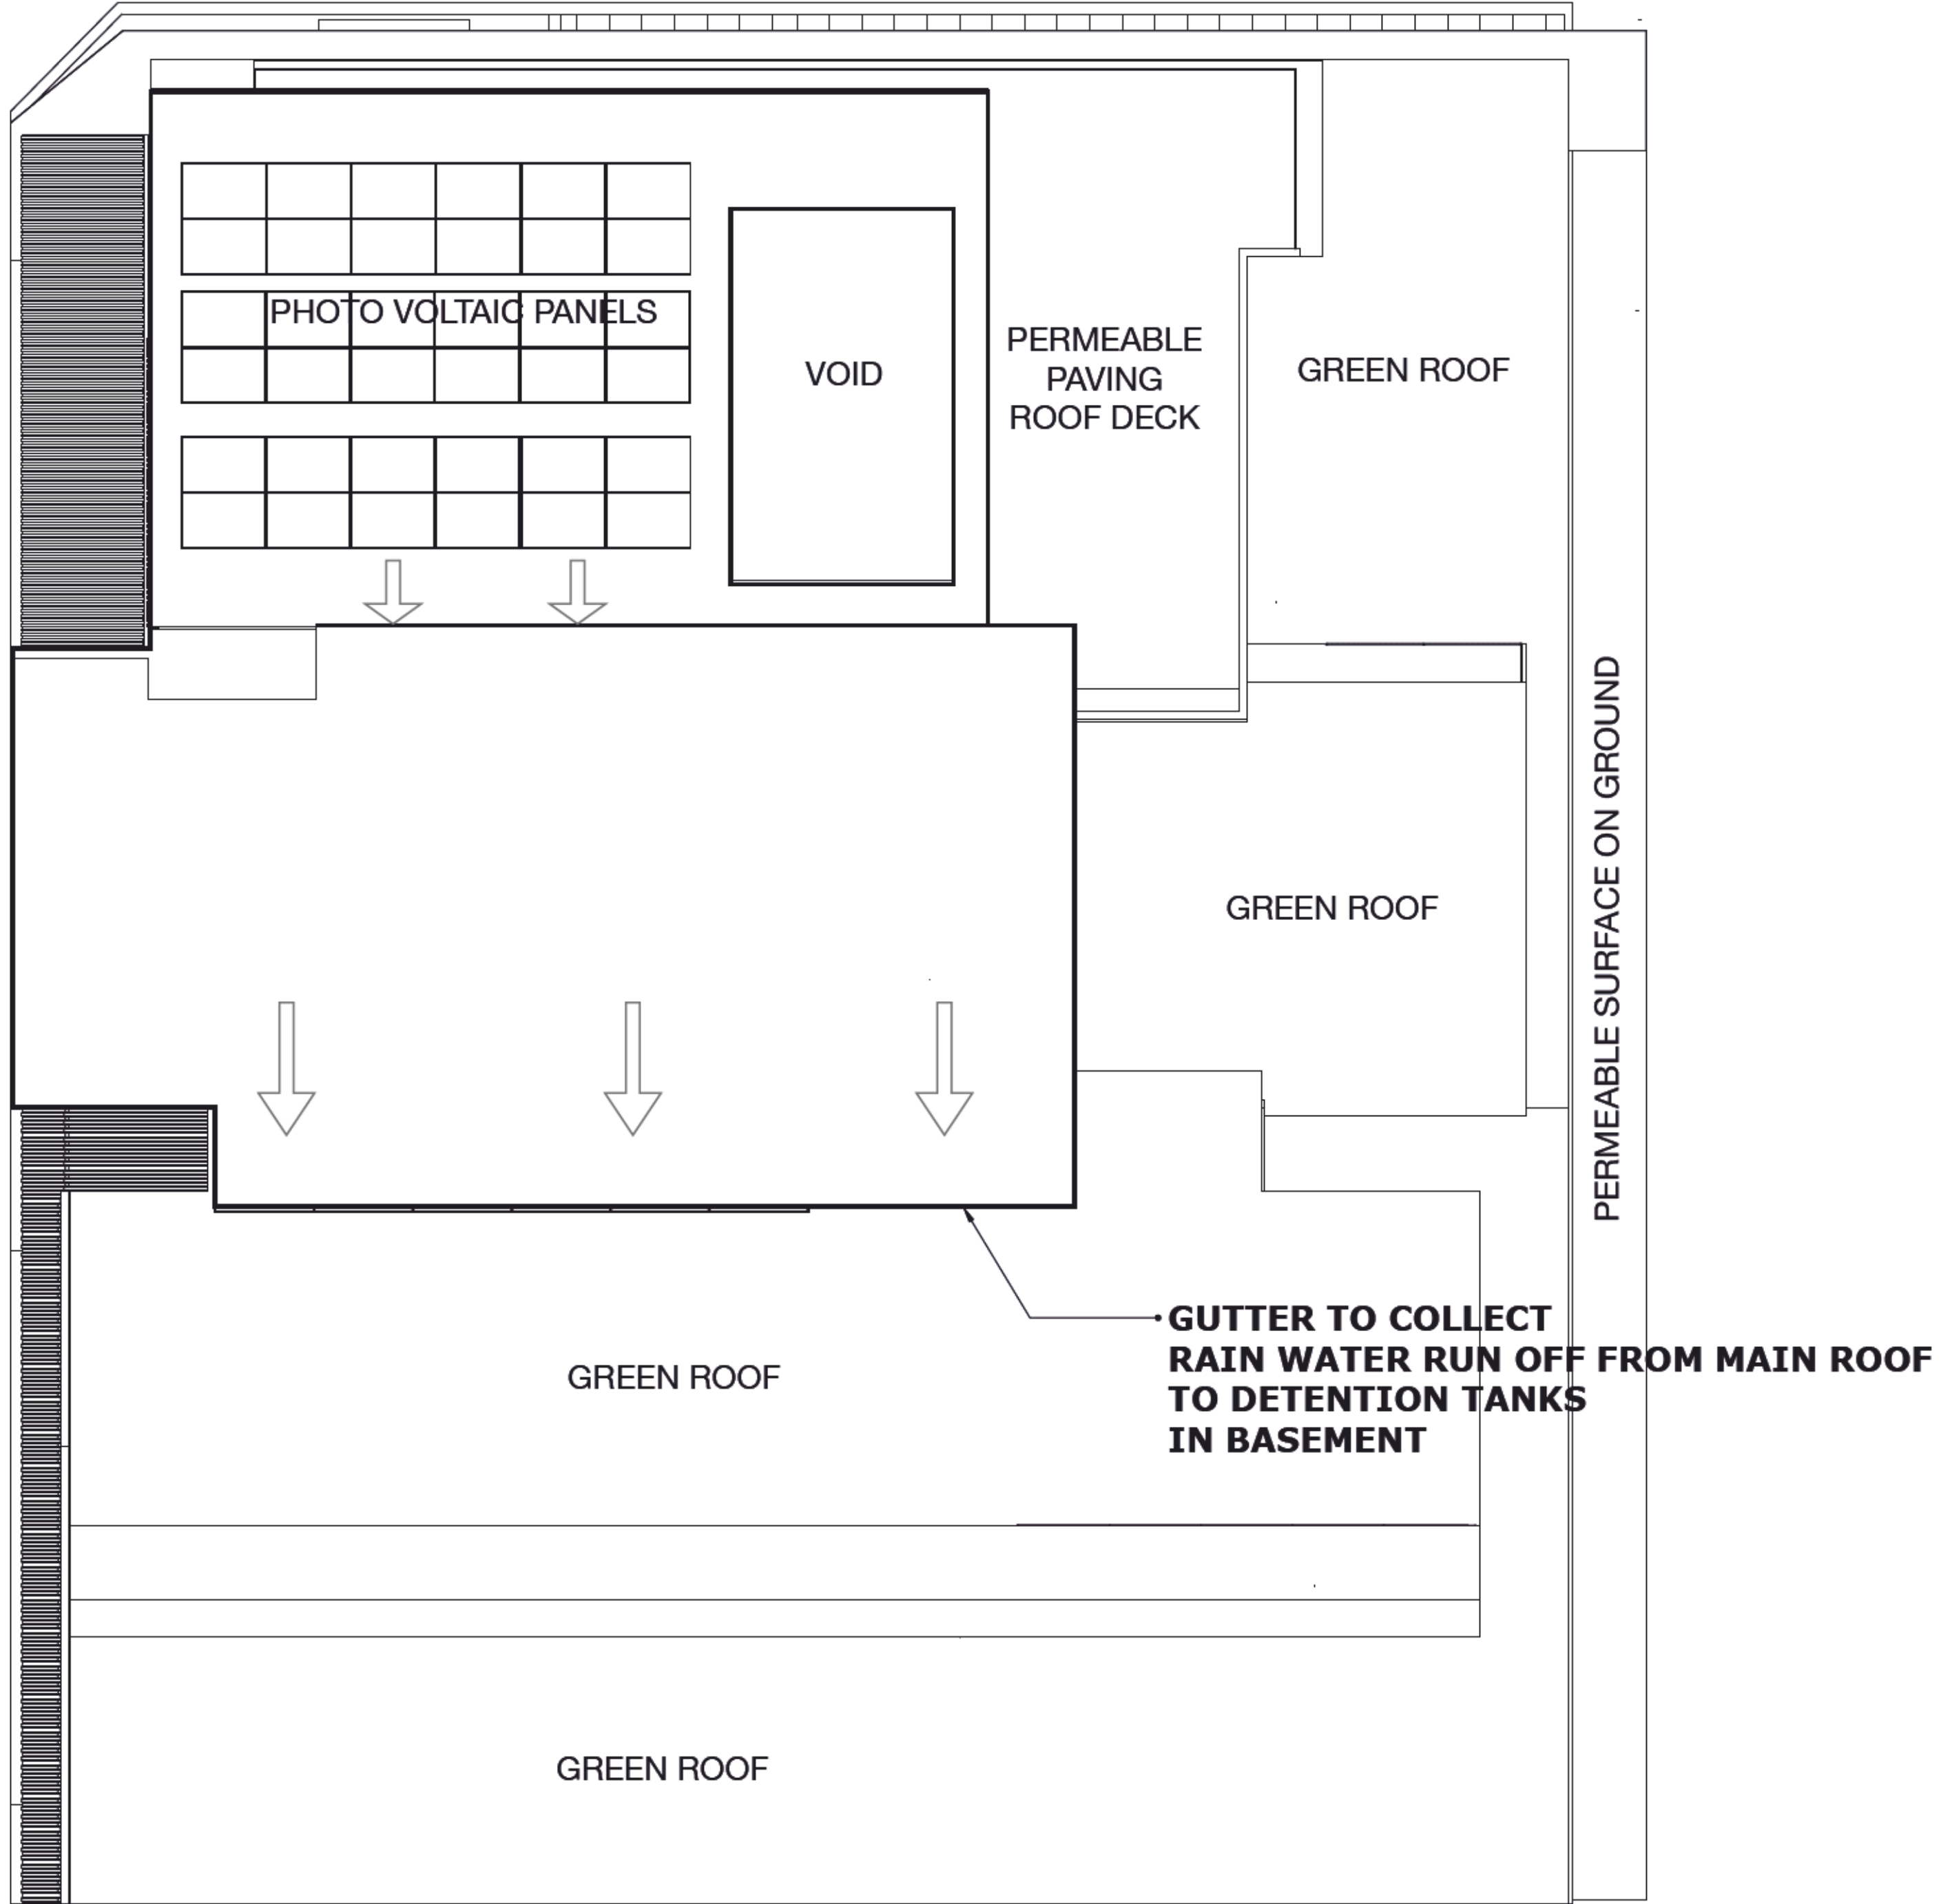 PHOTO VOLTAIC PANELS
VOID
PERMEABLE
PAVING
ROOF DECK
GREEN ROOF
PERMEABLE SURFACE ON GROUND
GREEN ROOF
GUTTER TO COLLECT
RAIN WATER RUN OFF FROM MAIN ROOF
TO DETENTION TANKS
IN BASEMENT
GREEN ROOF
GREEN ROOF